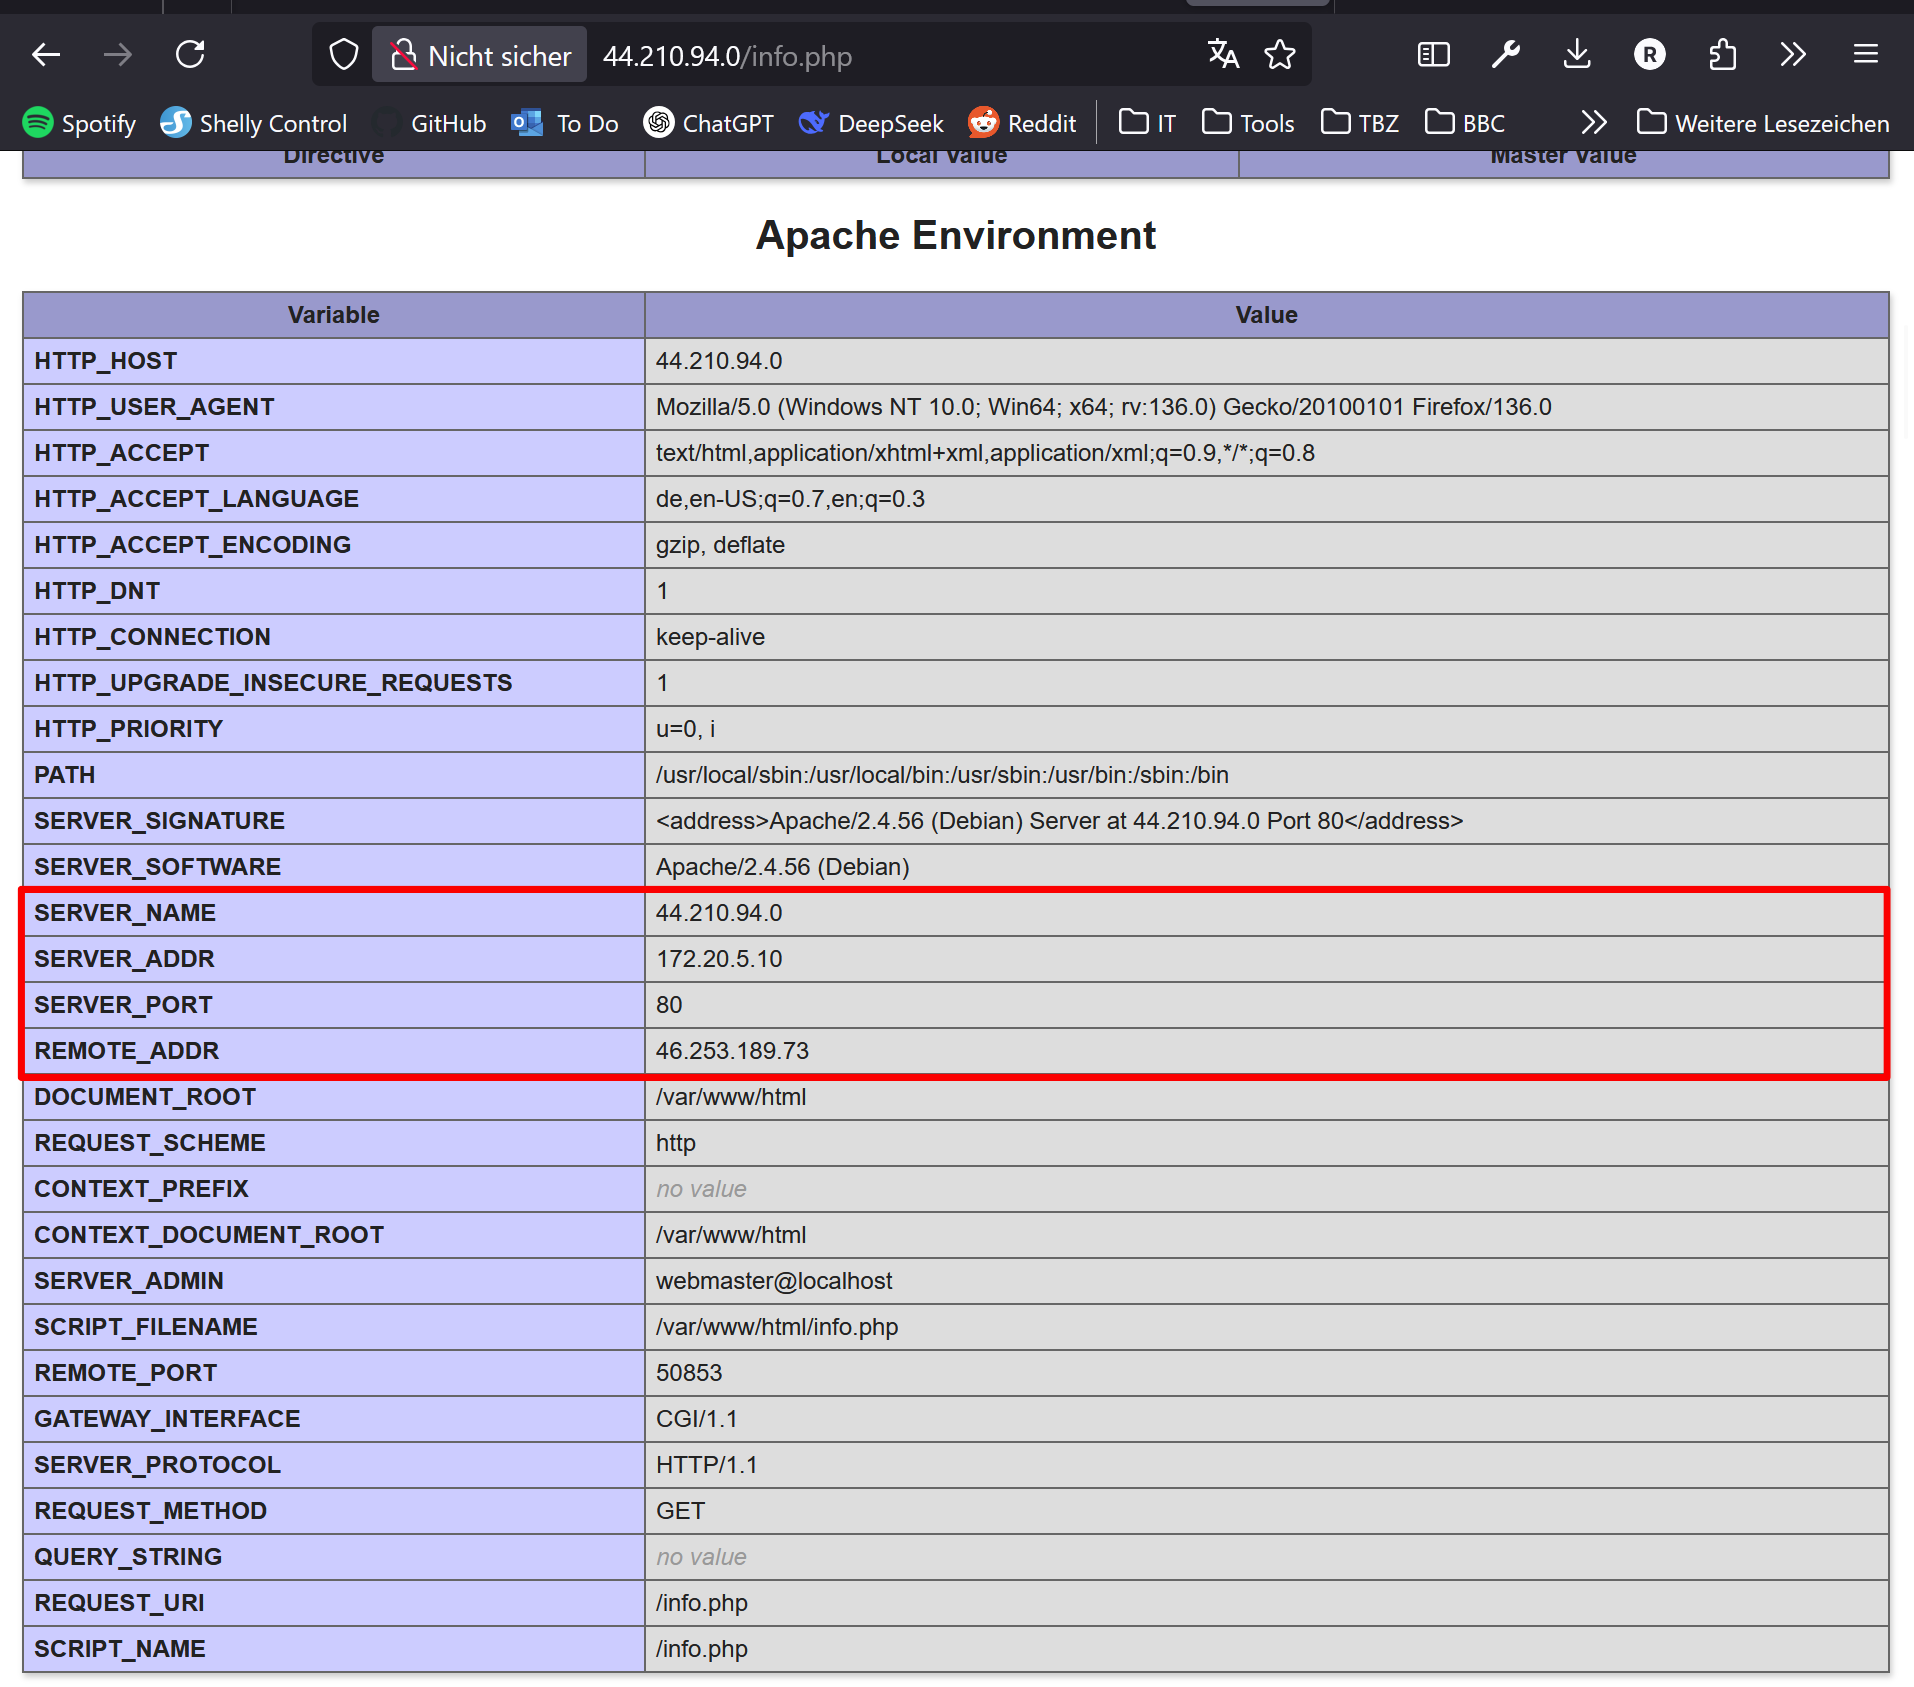 Nicht sicher 44.210.94.0/info.php
Spotify Shelly Control GitHub To Do ChatGPT DeepSeek Reddit IT Tools TBZ BBC Weitere Lesezeichen
Directive Local Value Master Value
Apache Environment
Variable Value
HTTP_HOST 44.210.94.0
HTTP_USER_AGENT Mozilla/5.0 (Windows NT 10.0; Win64; x64; rv:136.0) Gecko/20100101 Firefox/136.0
HTTP_ACCEPT text/html,application/xhtml+xml,application/xml;q=0.9,*/*;q=0.8
HTTP_ACCEPT_LANGUAGE de,en-US;q=0.7,en;q=0.3
HTTP_ACCEPT_ENCODING gzip, deflate
HTTP_DNT 1
HTTP_CONNECTION keep-alive
HTTP_UPGRADE_INSECURE_REQUESTS 1
HTTP_PRIORITY u=0, i
PATH /usr/local/sbin:/usr/local/bin:/usr/sbin:/usr/bin:/sbin:/bin
SERVER_SIGNATURE <address>Apache/2.4.56 (Debian) Server at 44.210.94.0 Port 80</address>
SERVER_SOFTWARE Apache/2.4.56 (Debian)
SERVER_NAME 44.210.94.0
SERVER_ADDR 172.20.5.10
SERVER_PORT 80
REMOTE_ADDR 46.253.189.73
DOCUMENT_ROOT /var/www/html
REQUEST_SCHEME http
CONTEXT_PREFIX no value
CONTEXT_DOCUMENT_ROOT /var/www/html
SERVER_ADMIN webmaster@localhost
SCRIPT_FILENAME /var/www/html/info.php
REMOTE_PORT 50853
GATEWAY_INTERFACE CGI/1.1
SERVER_PROTOCOL HTTP/1.1
REQUEST_METHOD GET
QUERY_STRING no value
REQUEST_URI /info.php
SCRIPT_NAME /info.php